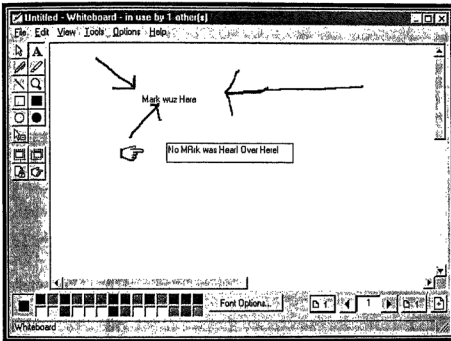 Untitled - Whiteboard - in use by 1 other(s)
File Edit View Tools Options Help
A
Mark wuz Here
No MArk was Hearl Over Here!
Font Options...
1
Whiteboard